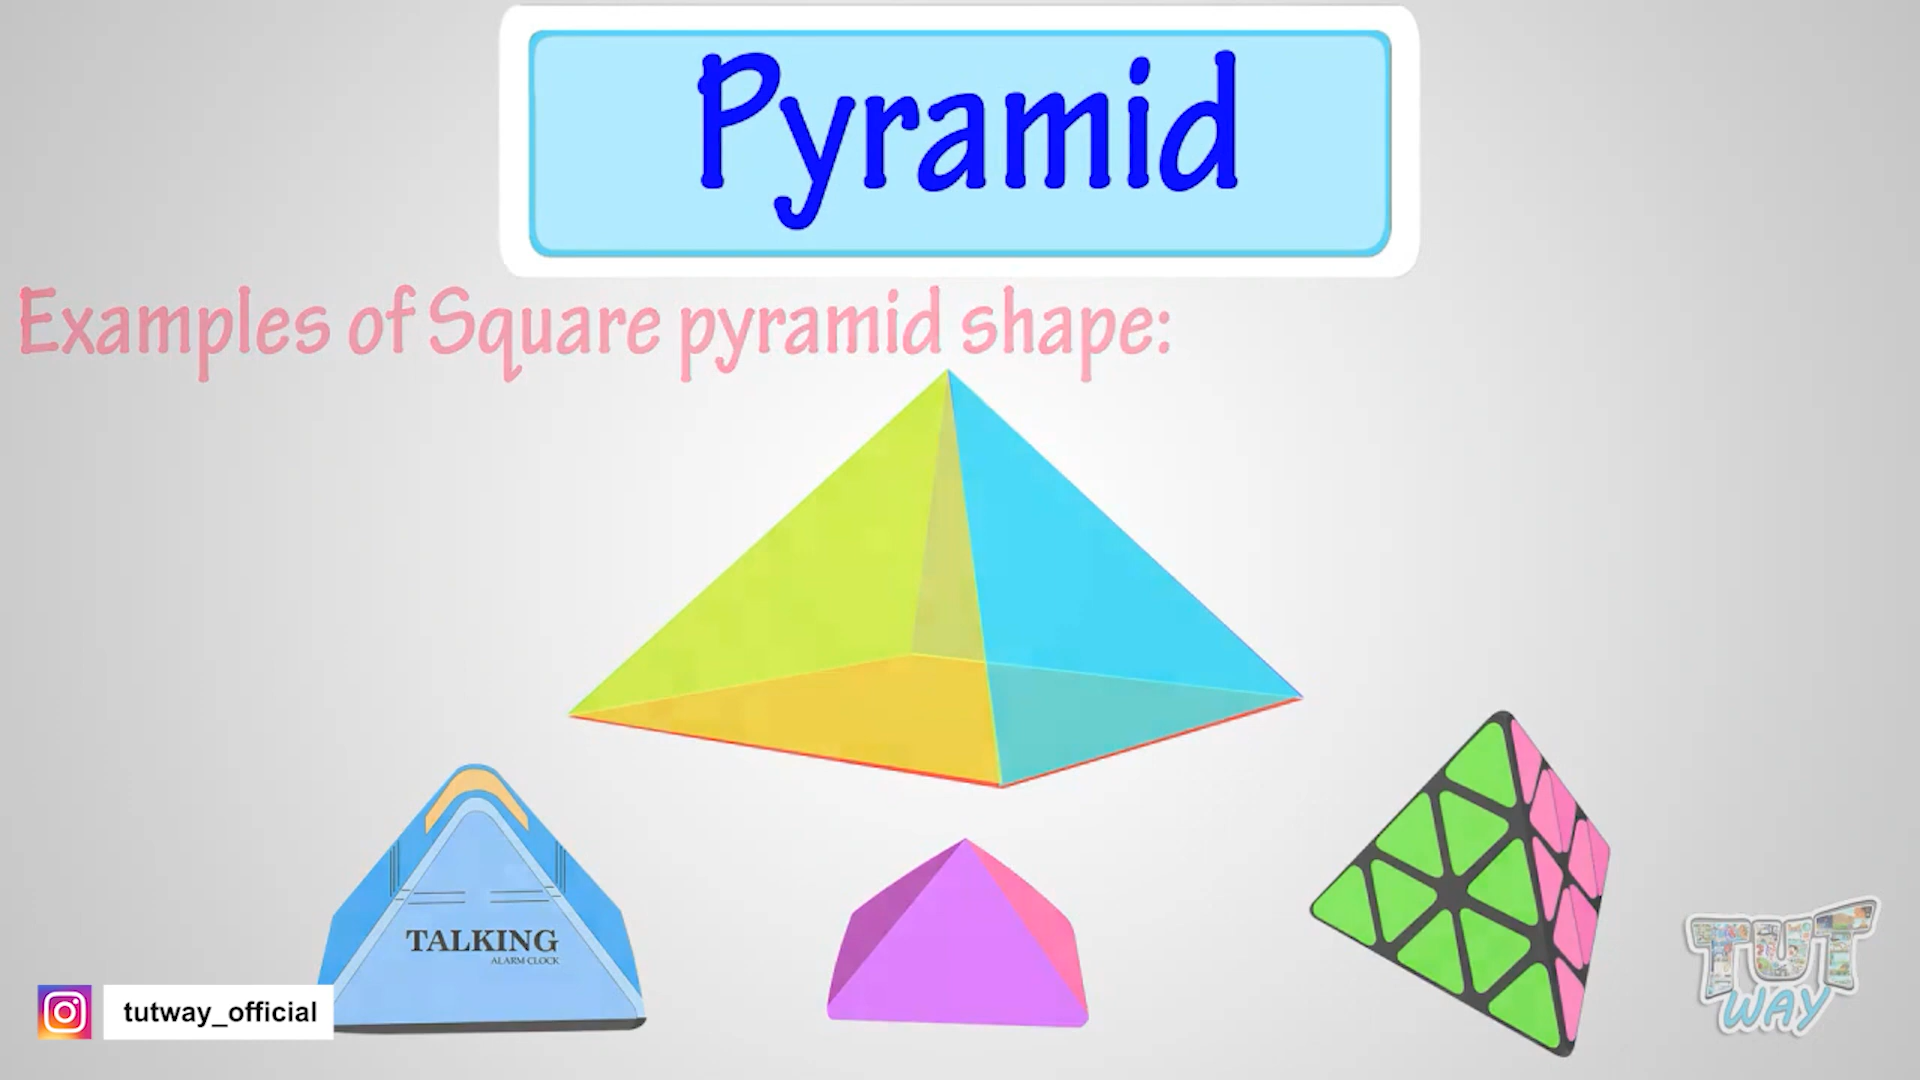 Pyramid
Examples of Square pyramid shape:
TALKING
ALARM CLOCK
tutway_official
TUT
WAY